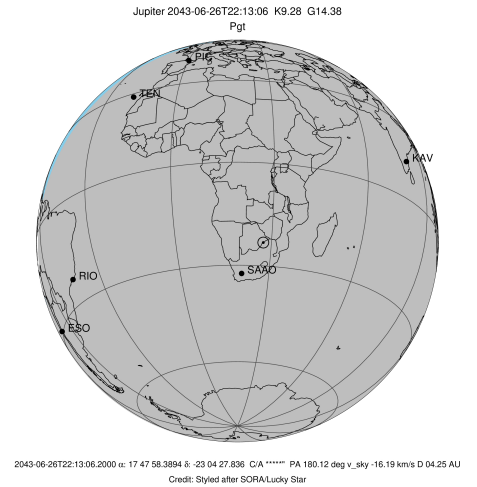 Jupiter 2043-06-26T22:13:06 K9.28 G14.38
Pgt
PIC
TEN
KAV
SAAO
RIO
ESO
2043-06-26T22:13:06.2000 α: 17 47 58.3894 δ: -23 04 27.836 C/A *****" PA 180.12 deg v_sky -16.19 km/s D 04.25 AU
Credit: Styled after SORA/Lucky Star